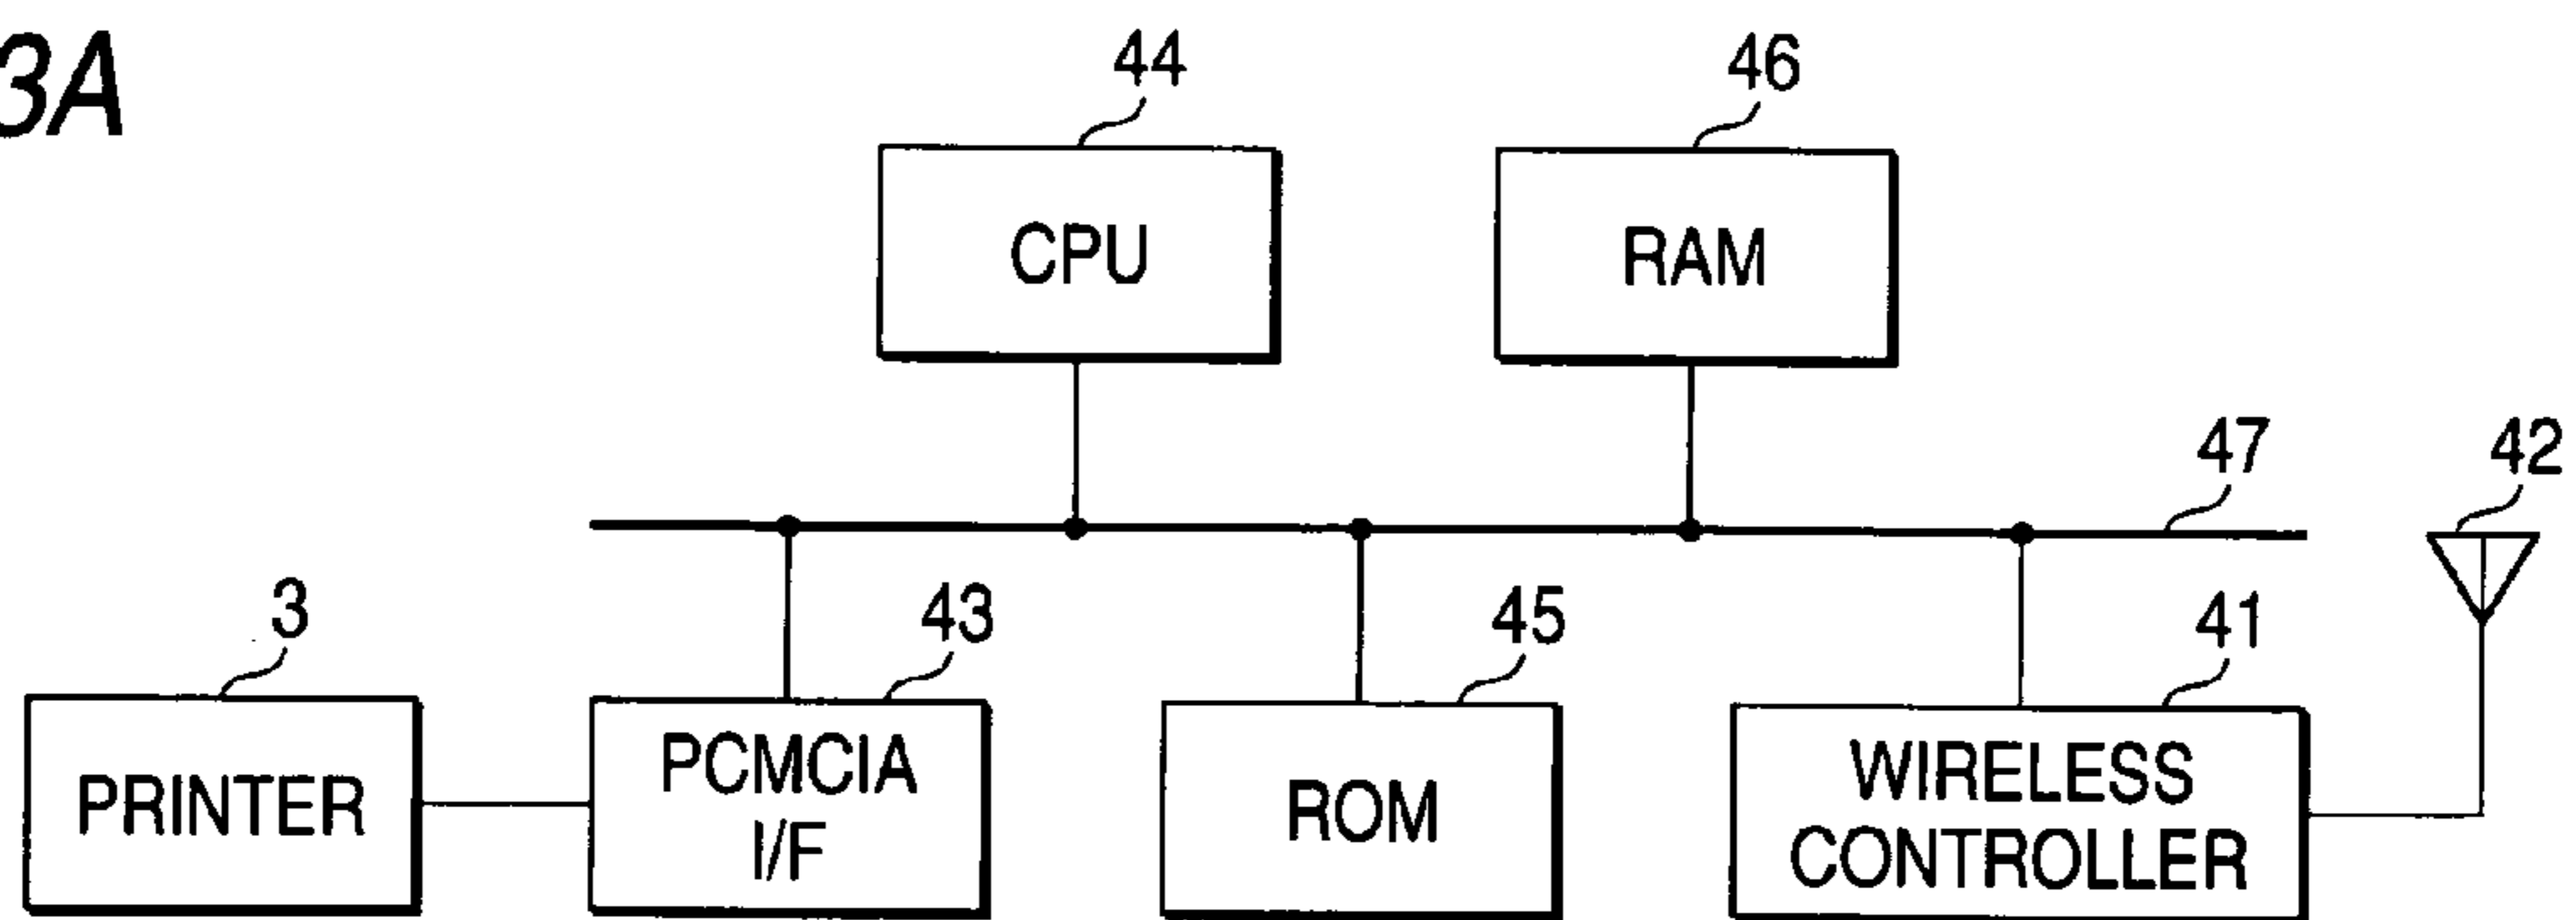 3A
44
46
CPU
RAM
47
42
3
43
45
41
PRINTER
PCMCIA
I/F
ROM
WIRELESS
CONTROLLER